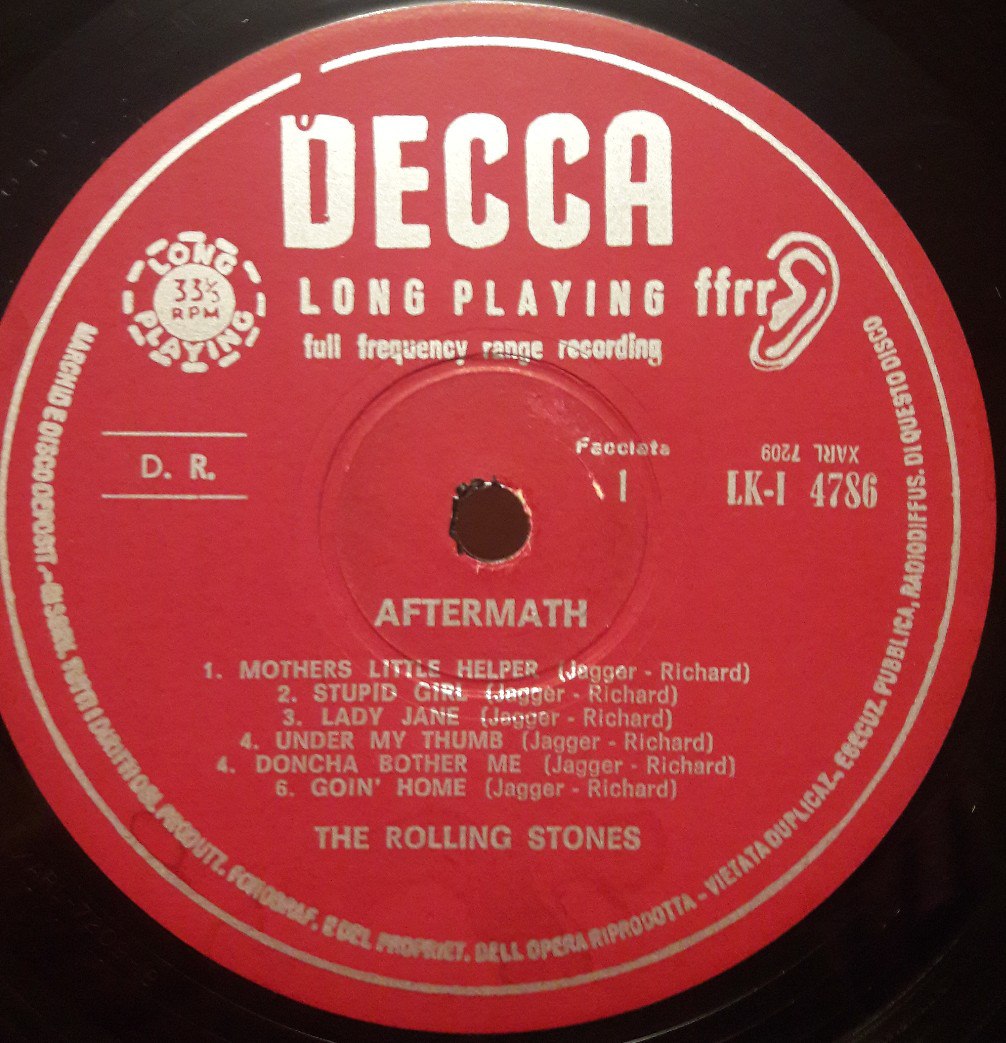 DECCA
LONG PLAYING
33⅓
RPM
LONG PLAYING
ffrr
full frequency range recording
D. R.
Facciata
1
XARL 7209
LK-I 4786
AFTERMATH
1. MOTHERS LITTLE HELPER (Jagger - Richard)
2. STUPID GIRL (Jagger - Richard)
3. LADY JANE (Jagger - Richard)
4. UNDER MY THUMB (Jagger - Richard)
4. DONCHA BOTHER ME (Jagger - Richard)
6. GOIN' HOME (Jagger - Richard)
THE ROLLING STONES
MARCHIO E DISCO DEPOSIT. - RISERV. TUTTI I DIRITTI DEL PRODUTT. FONOGRAF. E DEL PROPRIET. DELL OPERA RIPRODOTTA - VIETATA DUPLICAZ., ESECUZ. PUBBLICA, RADIODIFFUS. DI QUESTO DISCO